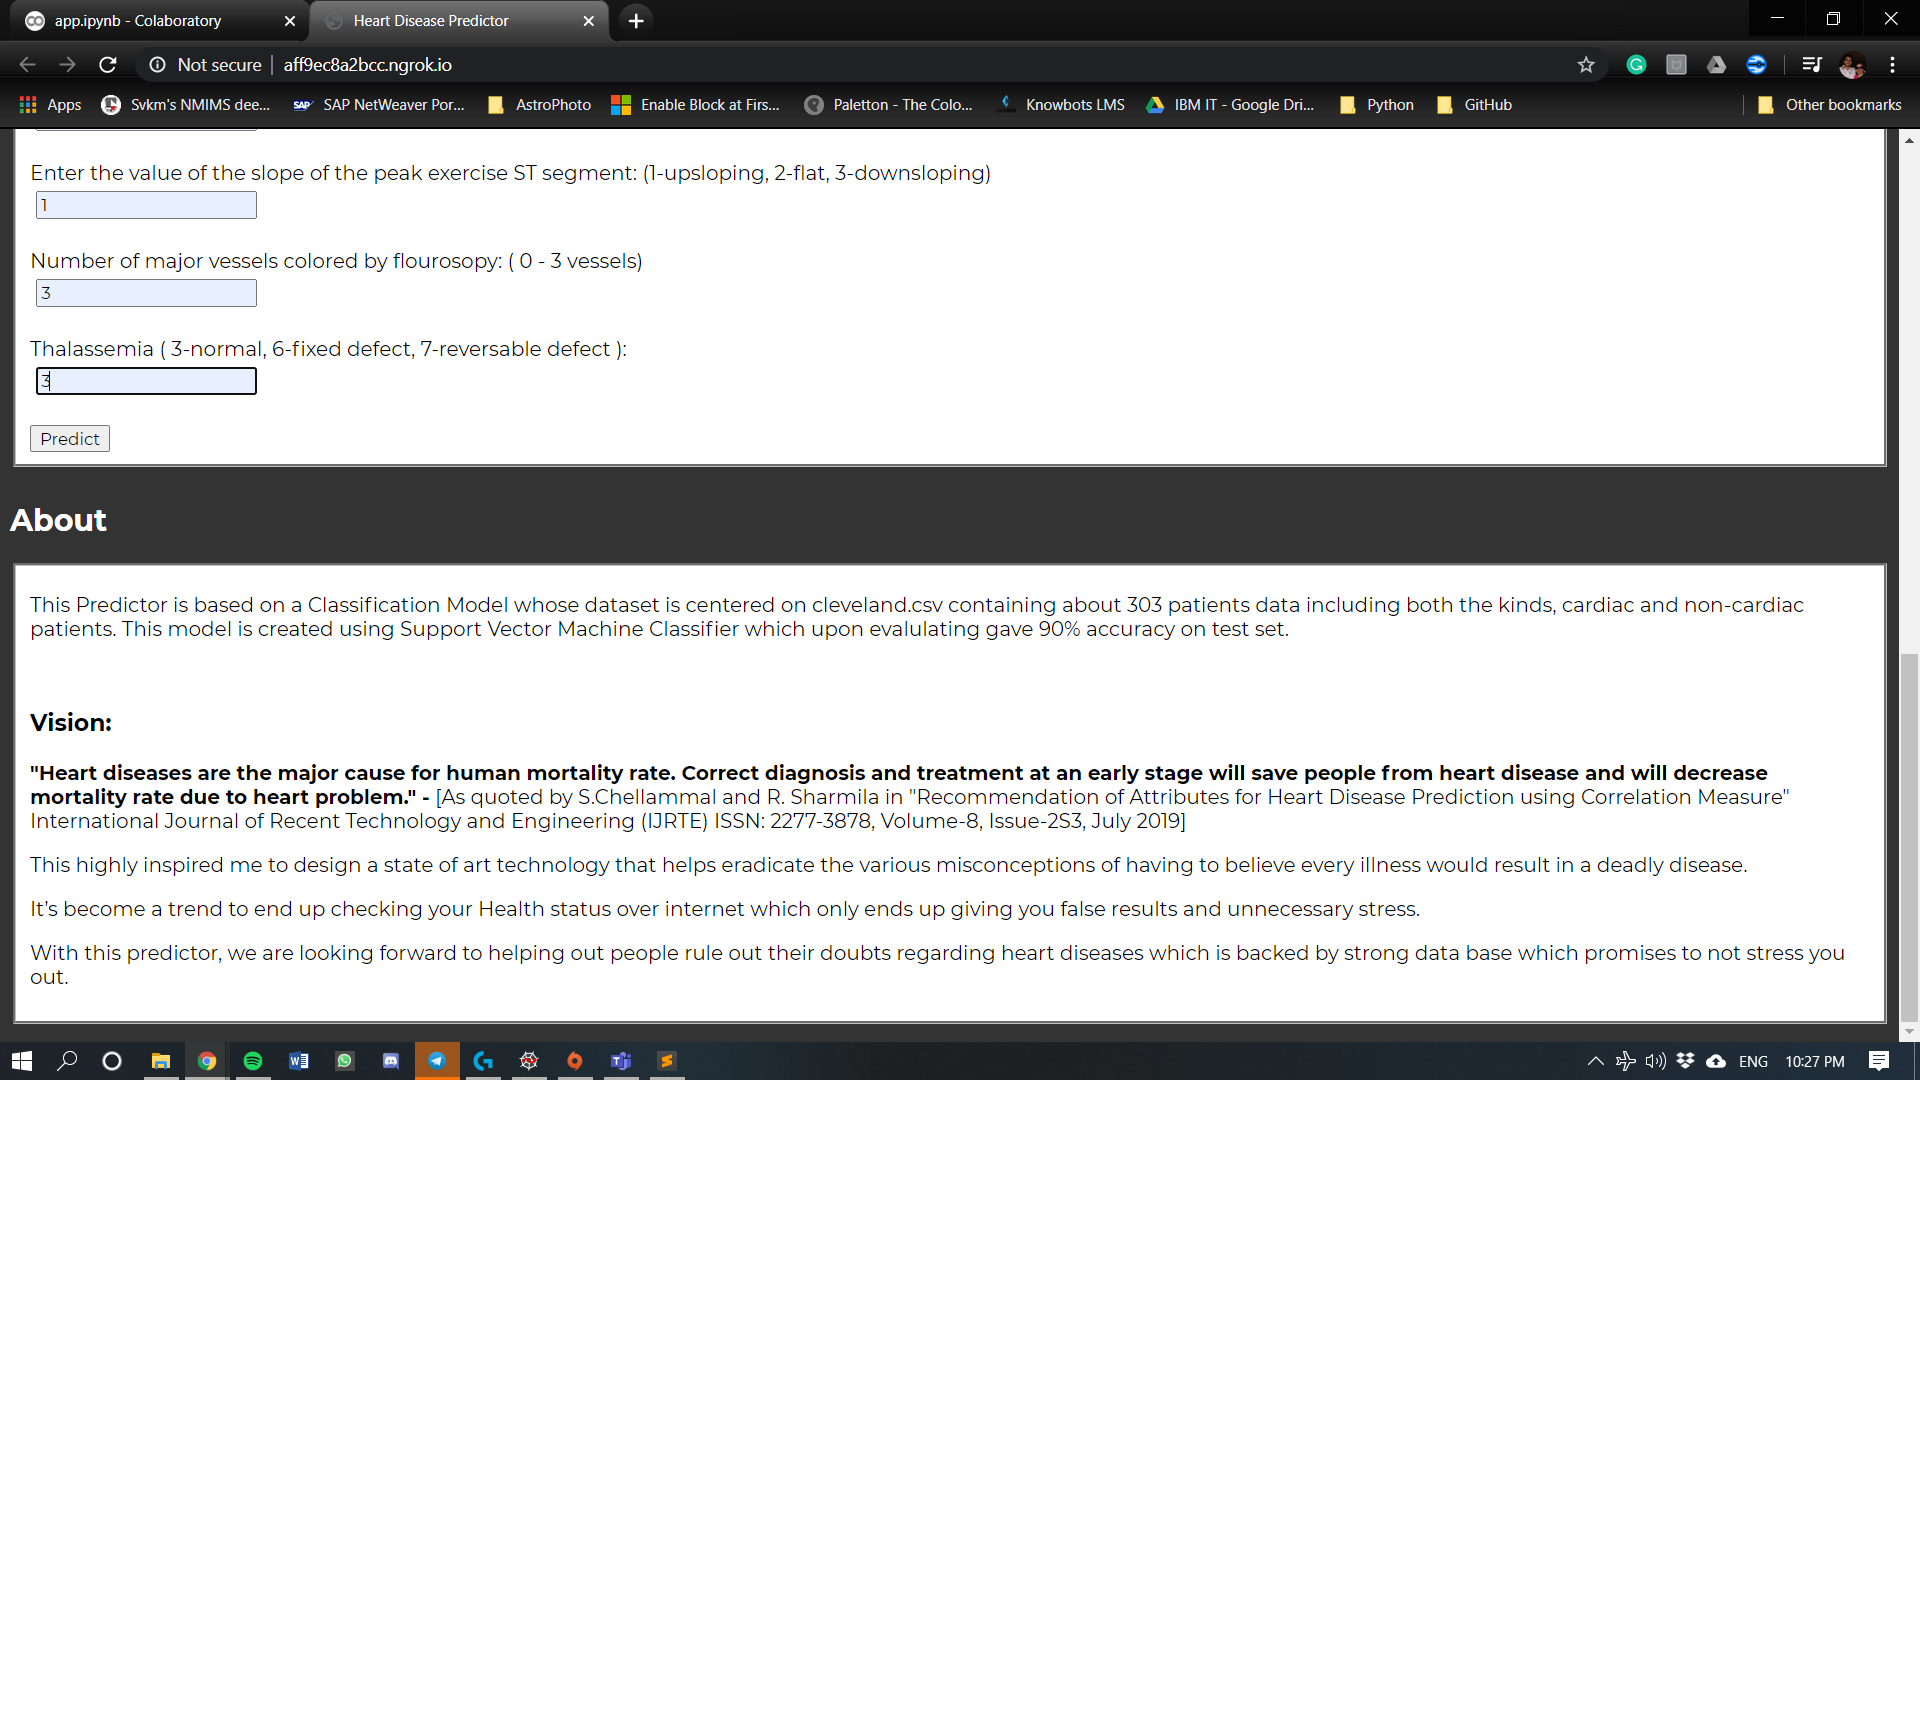 app.ipynb - Colaboratory
Heart Disease Predictor
Not secure
aff9ec8a2bcc.ngrok.io
Apps
Svkm's NMIMS dee...
SAP NetWeaver Por...
AstroPhoto
Enable Block at Firs...
Paletton - The Colo...
Knowbots LMS
IBM IT - Google Dri...
Python
GitHub
Other bookmarks
Enter the value of the slope of the peak exercise ST segment: (1-upsloping, 2-flat, 3-downsloping)
1
Number of major vessels colored by flourosopy: ( 0 - 3 vessels)
3
Thalassemia ( 3-normal, 6-fixed defect, 7-reversable defect ):
3
Predict
About
This Predictor is based on a Classification Model whose dataset is centered on cleveland.csv containing about 303 patients data including both the kinds, cardiac and non-cardiac
patients. This model is created using Support Vector Machine Classifier which upon evalulating gave 90% accuracy on test set.
Vision:
"Heart diseases are the major cause for human mortality rate. Correct diagnosis and treatment at an early stage will save people from heart disease and will decrease
mortality rate due to heart problem." - [As quoted by S.Chellammal and R. Sharmila in "Recommendation of Attributes for Heart Disease Prediction using Correlation Measure"
International Journal of Recent Technology and Engineering (IJRTE) ISSN: 2277-3878, Volume-8, Issue-2S3, July 2019]
This highly inspired me to design a state of art technology that helps eradicate the various misconceptions of having to believe every illness would result in a deadly disease.
It’s become a trend to end up checking your Health status over internet which only ends up giving you false results and unnecessary stress.
With this predictor, we are looking forward to helping out people rule out their doubts regarding heart diseases which is backed by strong data base which promises to not stress you
out.
ENG
10:27 PM